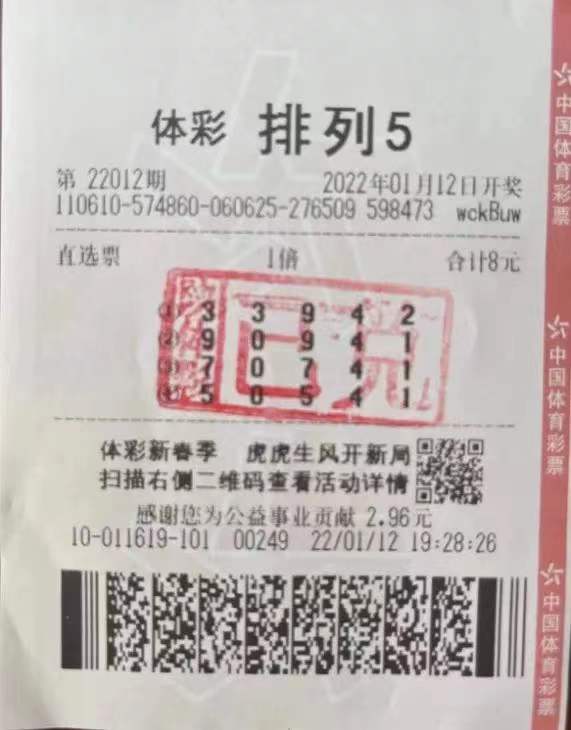 体彩 排列5
第 22012期 2022年01月12日开奖
110610-574860-060625-276509 598473 wckBuw
直选票 1倍 合计8元
(1) 3 3 9 4 2
(2) 9 0 9 4 1
(3) 7 0 7 4 1
(4) 5 0 5 4 1
已兑
体彩新春季 虎虎生风开新局
扫描右侧二维码查看活动详情
感谢您为公益事业贡献 2.96元
10-011619-101 00249 22/01/12 19:28:26
中国体育彩票
中国体育彩票
中国体育彩票